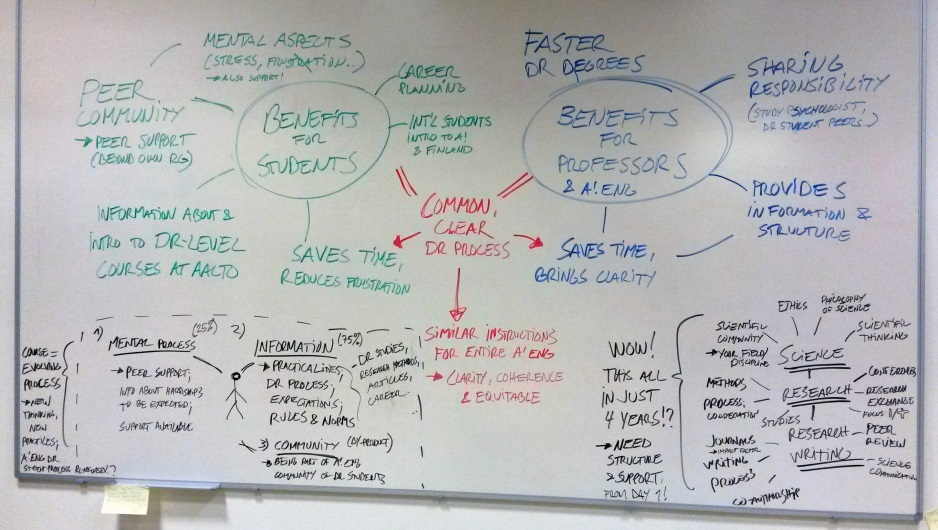 MENTAL ASPECTS
(STRESS, FRUSTRATION..)
→ ALSO SUPPORT!
PEER
COMMUNITY
→ PEER SUPPORT
(BEYOND OWN RG)
BENEFITS
FOR
STUDENTS
CAREER
PLANNING
INT'L STUDENTS
INTRO TO A!
& FINLAND
INFORMATION ABOUT &
INTRO TO DR-LEVEL
COURSES AT AALTO
SAVES TIME,
REDUCES FRUSTRATION
FASTER
DR DEGREES
BENEFITS
FOR
PROFESSORS
& A! ENG
SHARING
RESPONSIBILITY
(STUDY PSYCHOLOGIST,
DR STUDENT PEERS..)
PROVIDES
INFORMATION &
STRUCTURE
SAVES TIME,
BRINGS CLARITY
COMMON,
CLEAR
DR PROCESS
SIMILAR INSTRUCTIONS
FOR ENTIRE A! ENG
→ CLARITY, COHERENCE
& EQUITABLE
COURSE =
EVOLVING
PROCESS
→ NEW
THINKING,
NEW
PRACTICES;
A! ENG DR
1) (25%)
MENTAL PROCESS
→ PEER SUPPORT;
INFO ABOUT HARDSHIPS
TO BE EXPECTED;
SUPPORT AVAILABLE
2)
INFORMATION (75%)
→ PRACTICALITIES;
DR PROCESS;
EXPECTATIONS;
RULES & NORMS
DR STUDIES,
RESEARCH METHODS,
ARTICLES,
CAREER..
3) COMMUNITY (BY-PRODUCT)
→ BEING PART OF A! ENG
COMMUNITY OF DR STUDENTS
WOW!
THIS ALL
IN JUST
4 YEARS!?
→ NEED
STRUCTURE
& SUPPORT,
FROM DAY 1!
ETHICS
PHILOSOPHY
OF SCIENCE
SCIENTIFIC
COMMUNITY
→ YOUR FIELD/
DISCIPLINE
SCIENCE
SCIENTIFIC
THINKING
METHODS
PROCESS;
RESEARCH
STUDIES
CONFERENCES
RESEARCH
EXCHANGE
JOURNALS
→ IMPACT FACTOR
RESEARCH
PEER
REVIEW
WRITING
PROCESS
WRITING
SCIENCE
COMMUNICATION
CO-AUTHORSHIP